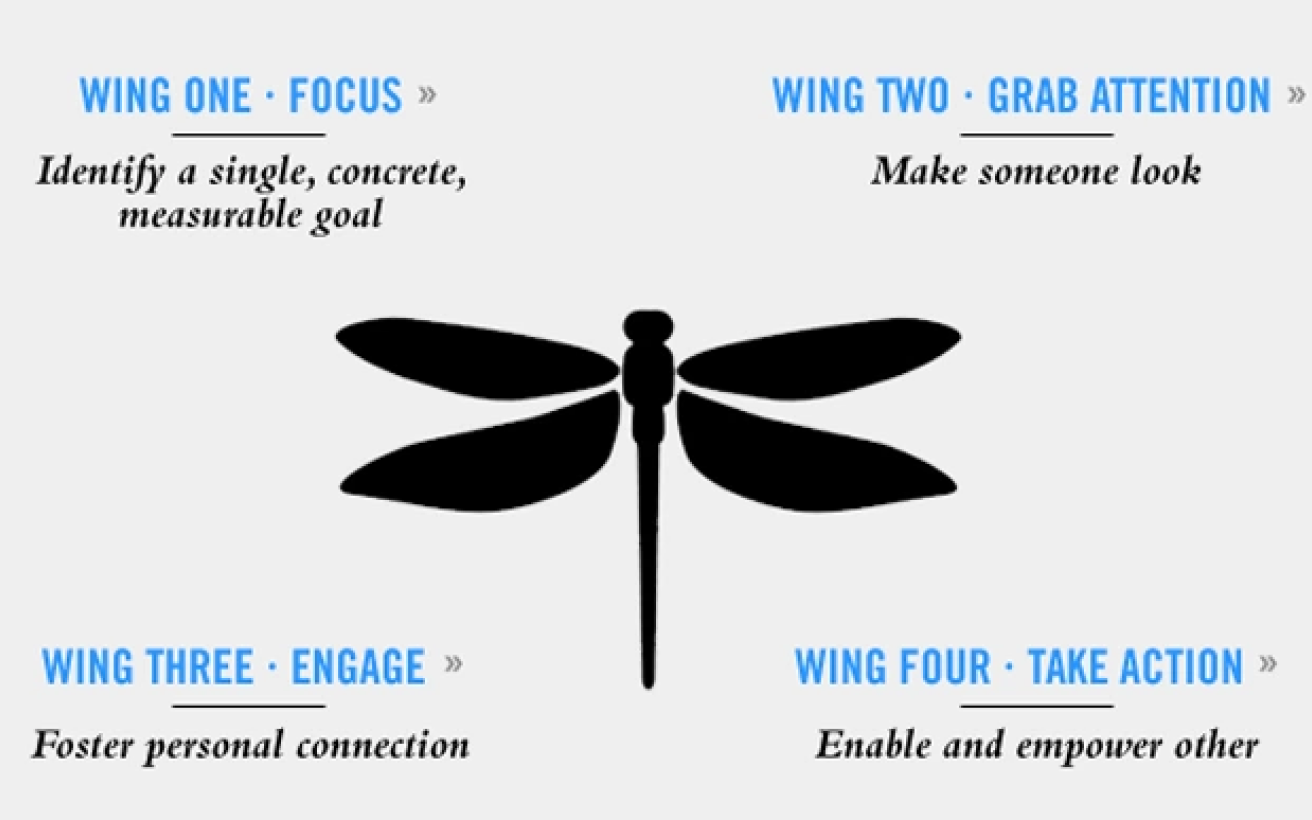 WING ONE · FOCUS »
Identify a single, concrete,
measurable goal
WING TWO · GRAB ATTENTION »
Make someone look
WING THREE · ENGAGE »
Foster personal connection
WING FOUR · TAKE ACTION »
Enable and empower other